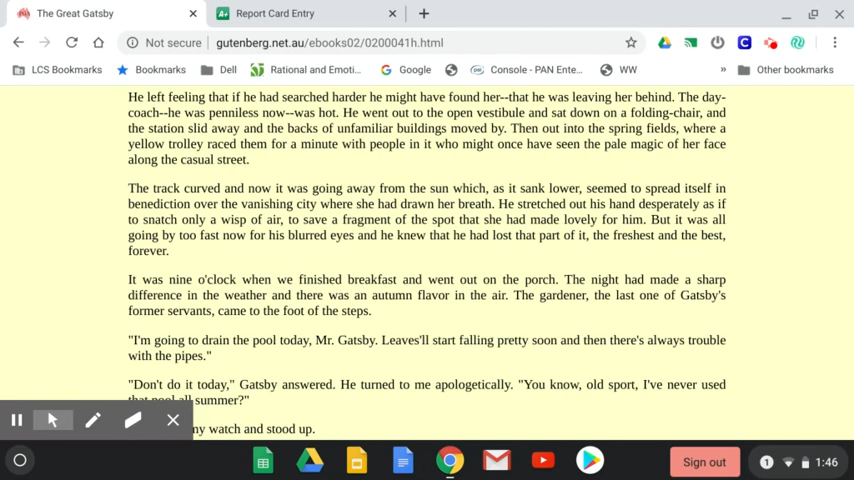 The Great Gatsby
Report Card Entry
Not secure
gutenberg.net.au/ebooks02/0200041h.html
LCS Bookmarks
Bookmarks
Dell
Rational and Emoti...
Google
Console - PAN Ente...
WW
»
Other bookmarks
He left feeling that if he had searched harder he might have found her--that he was leaving her behind. The day-
coach--he was penniless now--was hot. He went out to the open vestibule and sat down on a folding-chair, and
the station slid away and the backs of unfamiliar buildings moved by. Then out into the spring fields, where a
yellow trolley raced them for a minute with people in it who might once have seen the pale magic of her face
along the casual street.
The track curved and now it was going away from the sun which, as it sank lower, seemed to spread itself in
benediction over the vanishing city where she had drawn her breath. He stretched out his hand desperately as if
to snatch only a wisp of air, to save a fragment of the spot that she had made lovely for him. But it was all
going by too fast now for his blurred eyes and he knew that he had lost that part of it, the freshest and the best,
forever.
It was nine o'clock when we finished breakfast and went out on the porch. The night had made a sharp
difference in the weather and there was an autumn flavor in the air. The gardener, the last one of Gatsby's
former servants, came to the foot of the steps.
"I'm going to drain the pool today, Mr. Gatsby. Leaves'll start falling pretty soon and then there's always trouble
with the pipes."
"Don't do it today," Gatsby answered. He turned to me apologetically. "You know, old sport, I've never used
that pool all summer?"
my watch and stood up.
Sign out
1
1:46